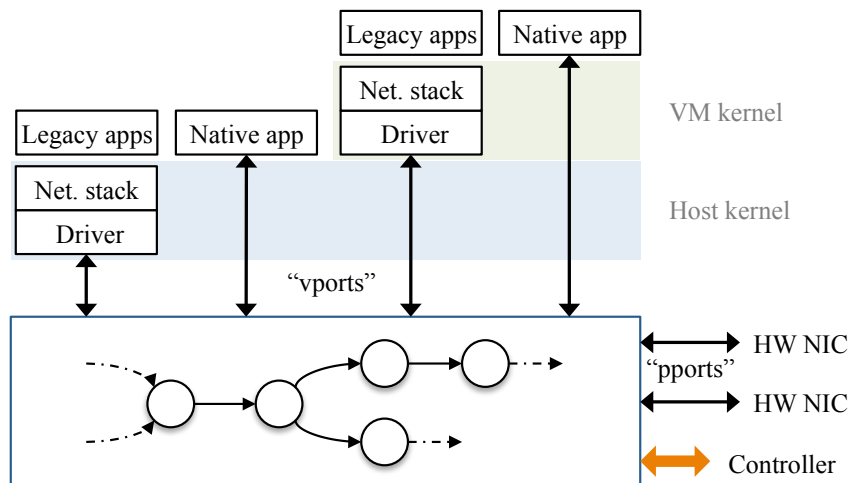 Legacy apps
Native app
Net. stack
Driver
VM kernel
Legacy apps
Native app
Net. stack
Driver
Host kernel
“vports”
HW NIC
“pports”
HW NIC
Controller